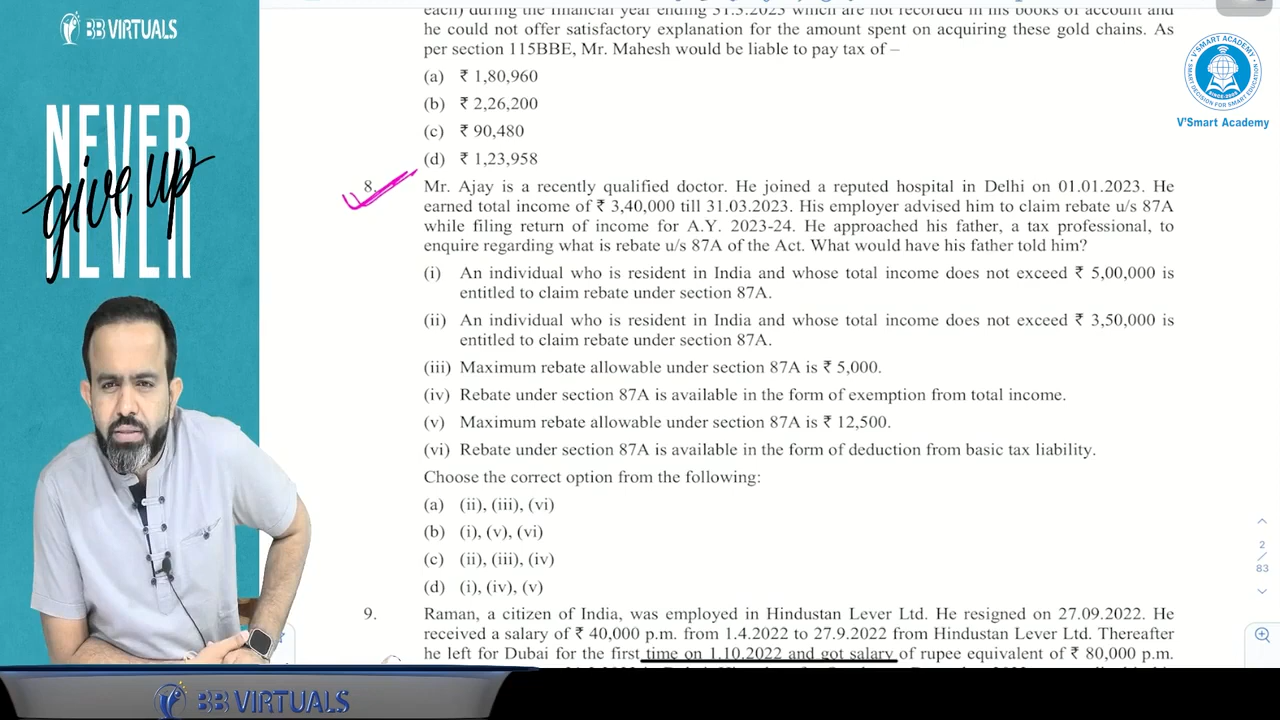 BB VIRTUALS
NEVER
give up
NEVER
V'SMART ACADEMY
SMART DECISION FOR SMART EDUCATION
V'Smart Academy
each) during the financial year ending 31.3.2023 which are not recorded in his books of account and
he could not offer satisfactory explanation for the amount spent on acquiring these gold chains. As
per section 115BBE, Mr. Mahesh would be liable to pay tax of –
(a) ₹ 1,80,960
(b) ₹ 2,26,200
(c) ₹ 90,480
(d) ₹ 1,23,958
8. Mr. Ajay is a recently qualified doctor. He joined a reputed hospital in Delhi on 01.01.2023. He
earned total income of ₹ 3,40,000 till 31.03.2023. His employer advised him to claim rebate u/s 87A
while filing return of income for A.Y. 2023-24. He approached his father, a tax professional, to
enquire regarding what is rebate u/s 87A of the Act. What would have his father told him?
(i) An individual who is resident in India and whose total income does not exceed ₹ 5,00,000 is
entitled to claim rebate under section 87A.
(ii) An individual who is resident in India and whose total income does not exceed ₹ 3,50,000 is
entitled to claim rebate under section 87A.
(iii) Maximum rebate allowable under section 87A is ₹ 5,000.
(iv) Rebate under section 87A is available in the form of exemption from total income.
(v) Maximum rebate allowable under section 87A is ₹ 12,500.
(vi) Rebate under section 87A is available in the form of deduction from basic tax liability.
Choose the correct option from the following:
(a) (ii), (iii), (vi)
(b) (i), (v), (vi)
(c) (ii), (iii), (iv)
(d) (i), (iv), (v)
9. Raman, a citizen of India, was employed in Hindustan Lever Ltd. He resigned on 27.09.2022. He
received a salary of ₹ 40,000 p.m. from 1.4.2022 to 27.9.2022 from Hindustan Lever Ltd. Thereafter
he left for Dubai for the first time on 1.10.2022 and got salary of rupee equivalent of ₹ 80,000 p.m.
2
/
83
BB VIRTUALS